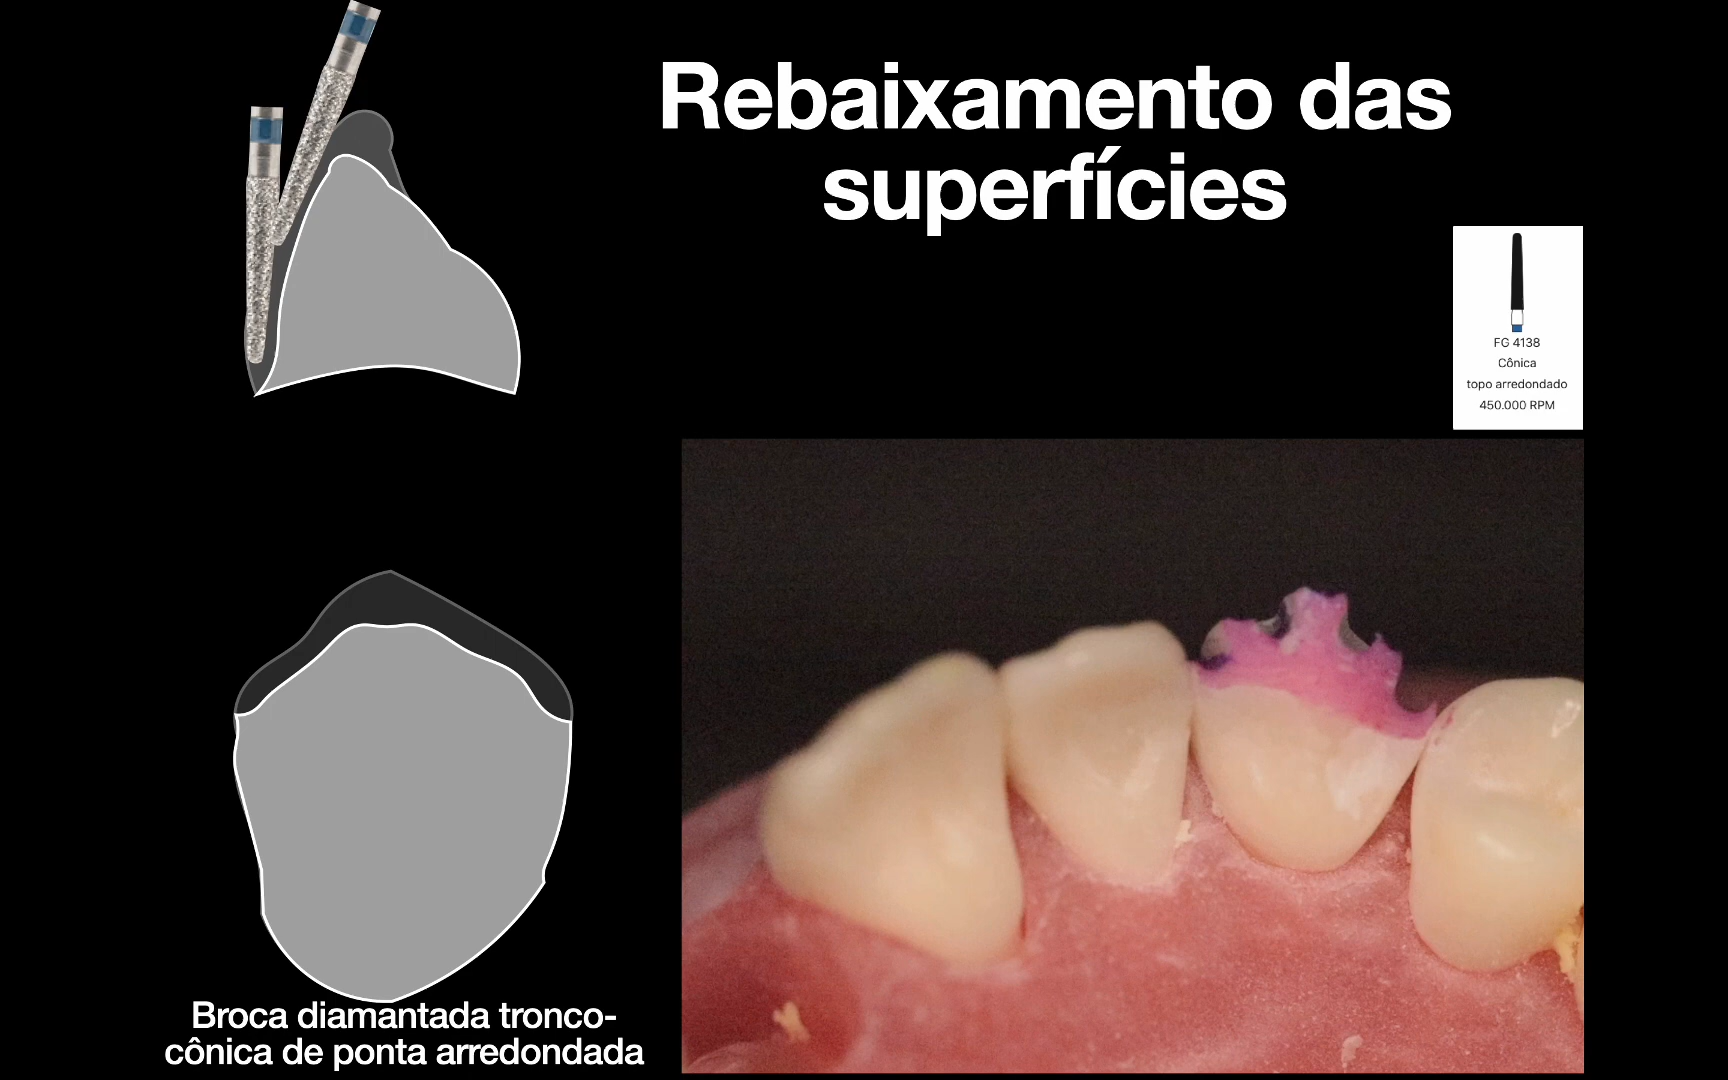 Rebaixamento das
superfícies
FG 4138
Cônica
topo arredondado
450.000 RPM
Broca diamantada tronco-
cônica de ponta arredondada